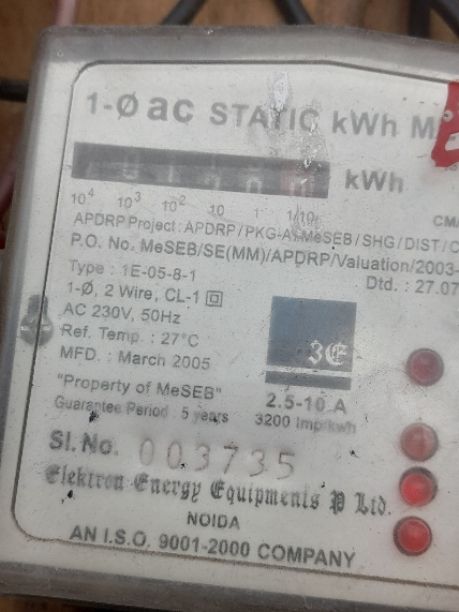 1-Ø ac STATIC kWh
kWh
10⁴ 10³ 10² 10 1 1/10
CM/
APDRP Project : APDRP / PKG-A / MeSEB / SHG / DIST / C
P.O. No. MeSEB/SE(MM)/APDRP/Valuation/2003-
Dtd. : 27.07
Type : 1E-05-8-1
1-Ø, 2 Wire, CL-1
AC 230V, 50Hz
Ref. Temp. : 27°C
MFD. : March 2005
"Property of MeSEB"
Guarantee Period 5 years
2.5-10 A
3200 Imp/kwh
Sl. No. 003735
Elektron Energy Equipments P Ltd.
NOIDA
AN I.S.O. 9001-2000 COMPANY